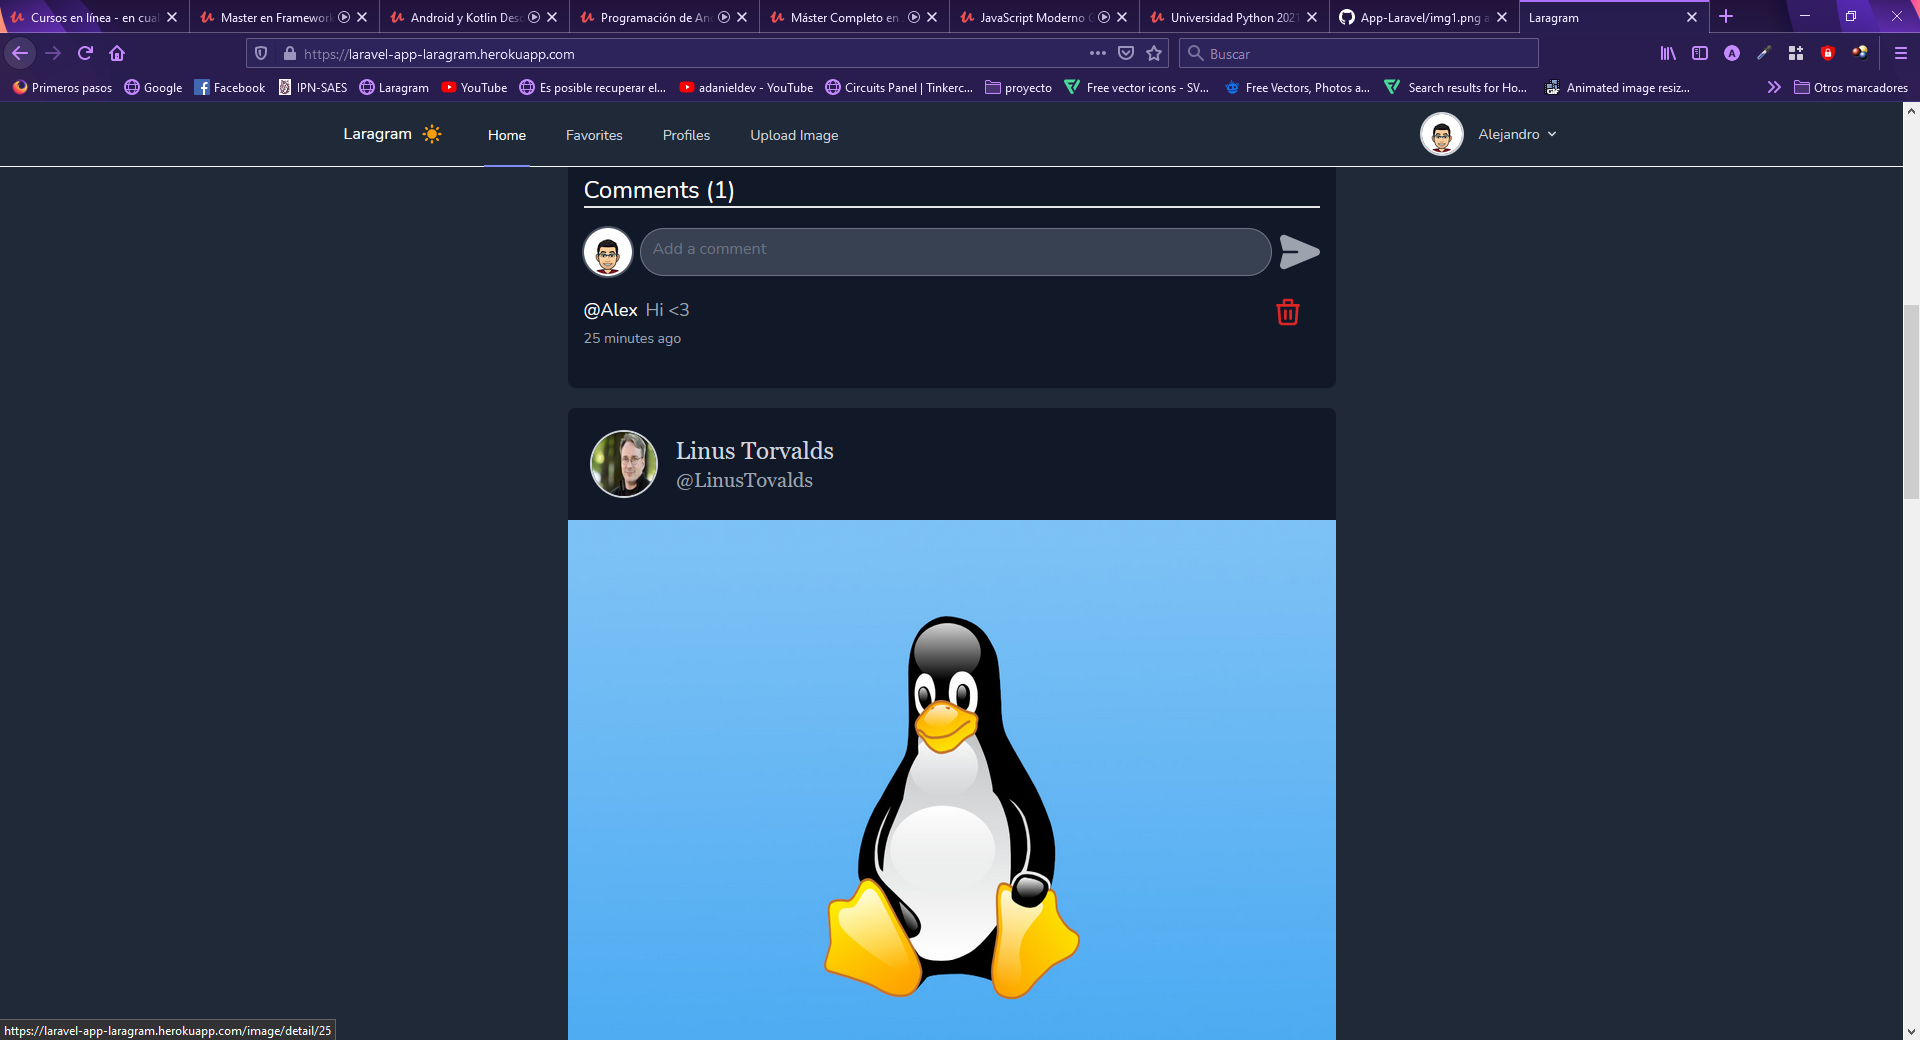 Cursos en línea - en cual
Master en Framework
Android y Kotlin Desc
Programación de And
Máster Completo en
JavaScript Moderno G
Universidad Python 2021
App-Laravel/img1.png a
Laragram
https://laravel-app-laragram.herokuapp.com
Buscar
Primeros pasos
Google
Facebook
IPN-SAES
Laragram
YouTube
Es posible recuperar el...
adanieldev - YouTube
Circuits Panel | Tinkerc...
proyecto
Free vector icons - SV...
Free Vectors, Photos a...
Search results for Ho...
Animated image resiz...
Otros marcadores
Laragram
Home
Favorites
Profiles
Upload Image
Alejandro
Comments (1)
Add a comment
@Alex Hi <3
25 minutes ago
Linus Torvalds
@LinusTovalds
https://laravel-app-laragram.herokuapp.com/image/detail/25